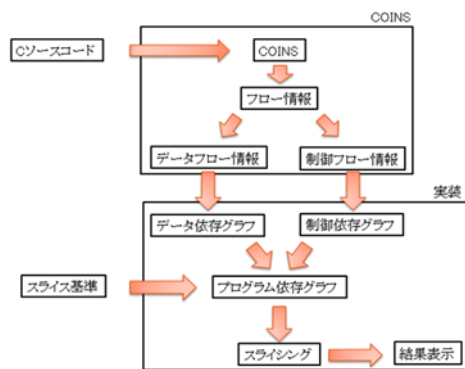 COINS
Cソースコード
COINS
フロー情報
データフロー情報
制御フロー情報
実装
データ依存グラフ
制御依存グラフ
スライス基準
プログラム依存グラフ
スライシング
結果表示